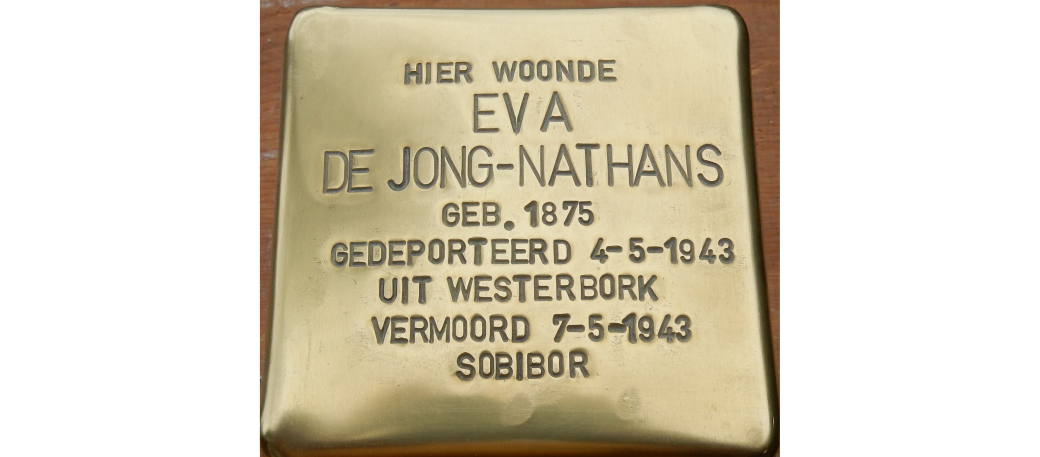 HIER WOONDE
EVA
DE JONG-NATHANS
GEB. 1875
GEDEPORTEERD 4-5-1943
UIT WESTERBORK
VERMOORD 7-5-1943
SOBIBOR